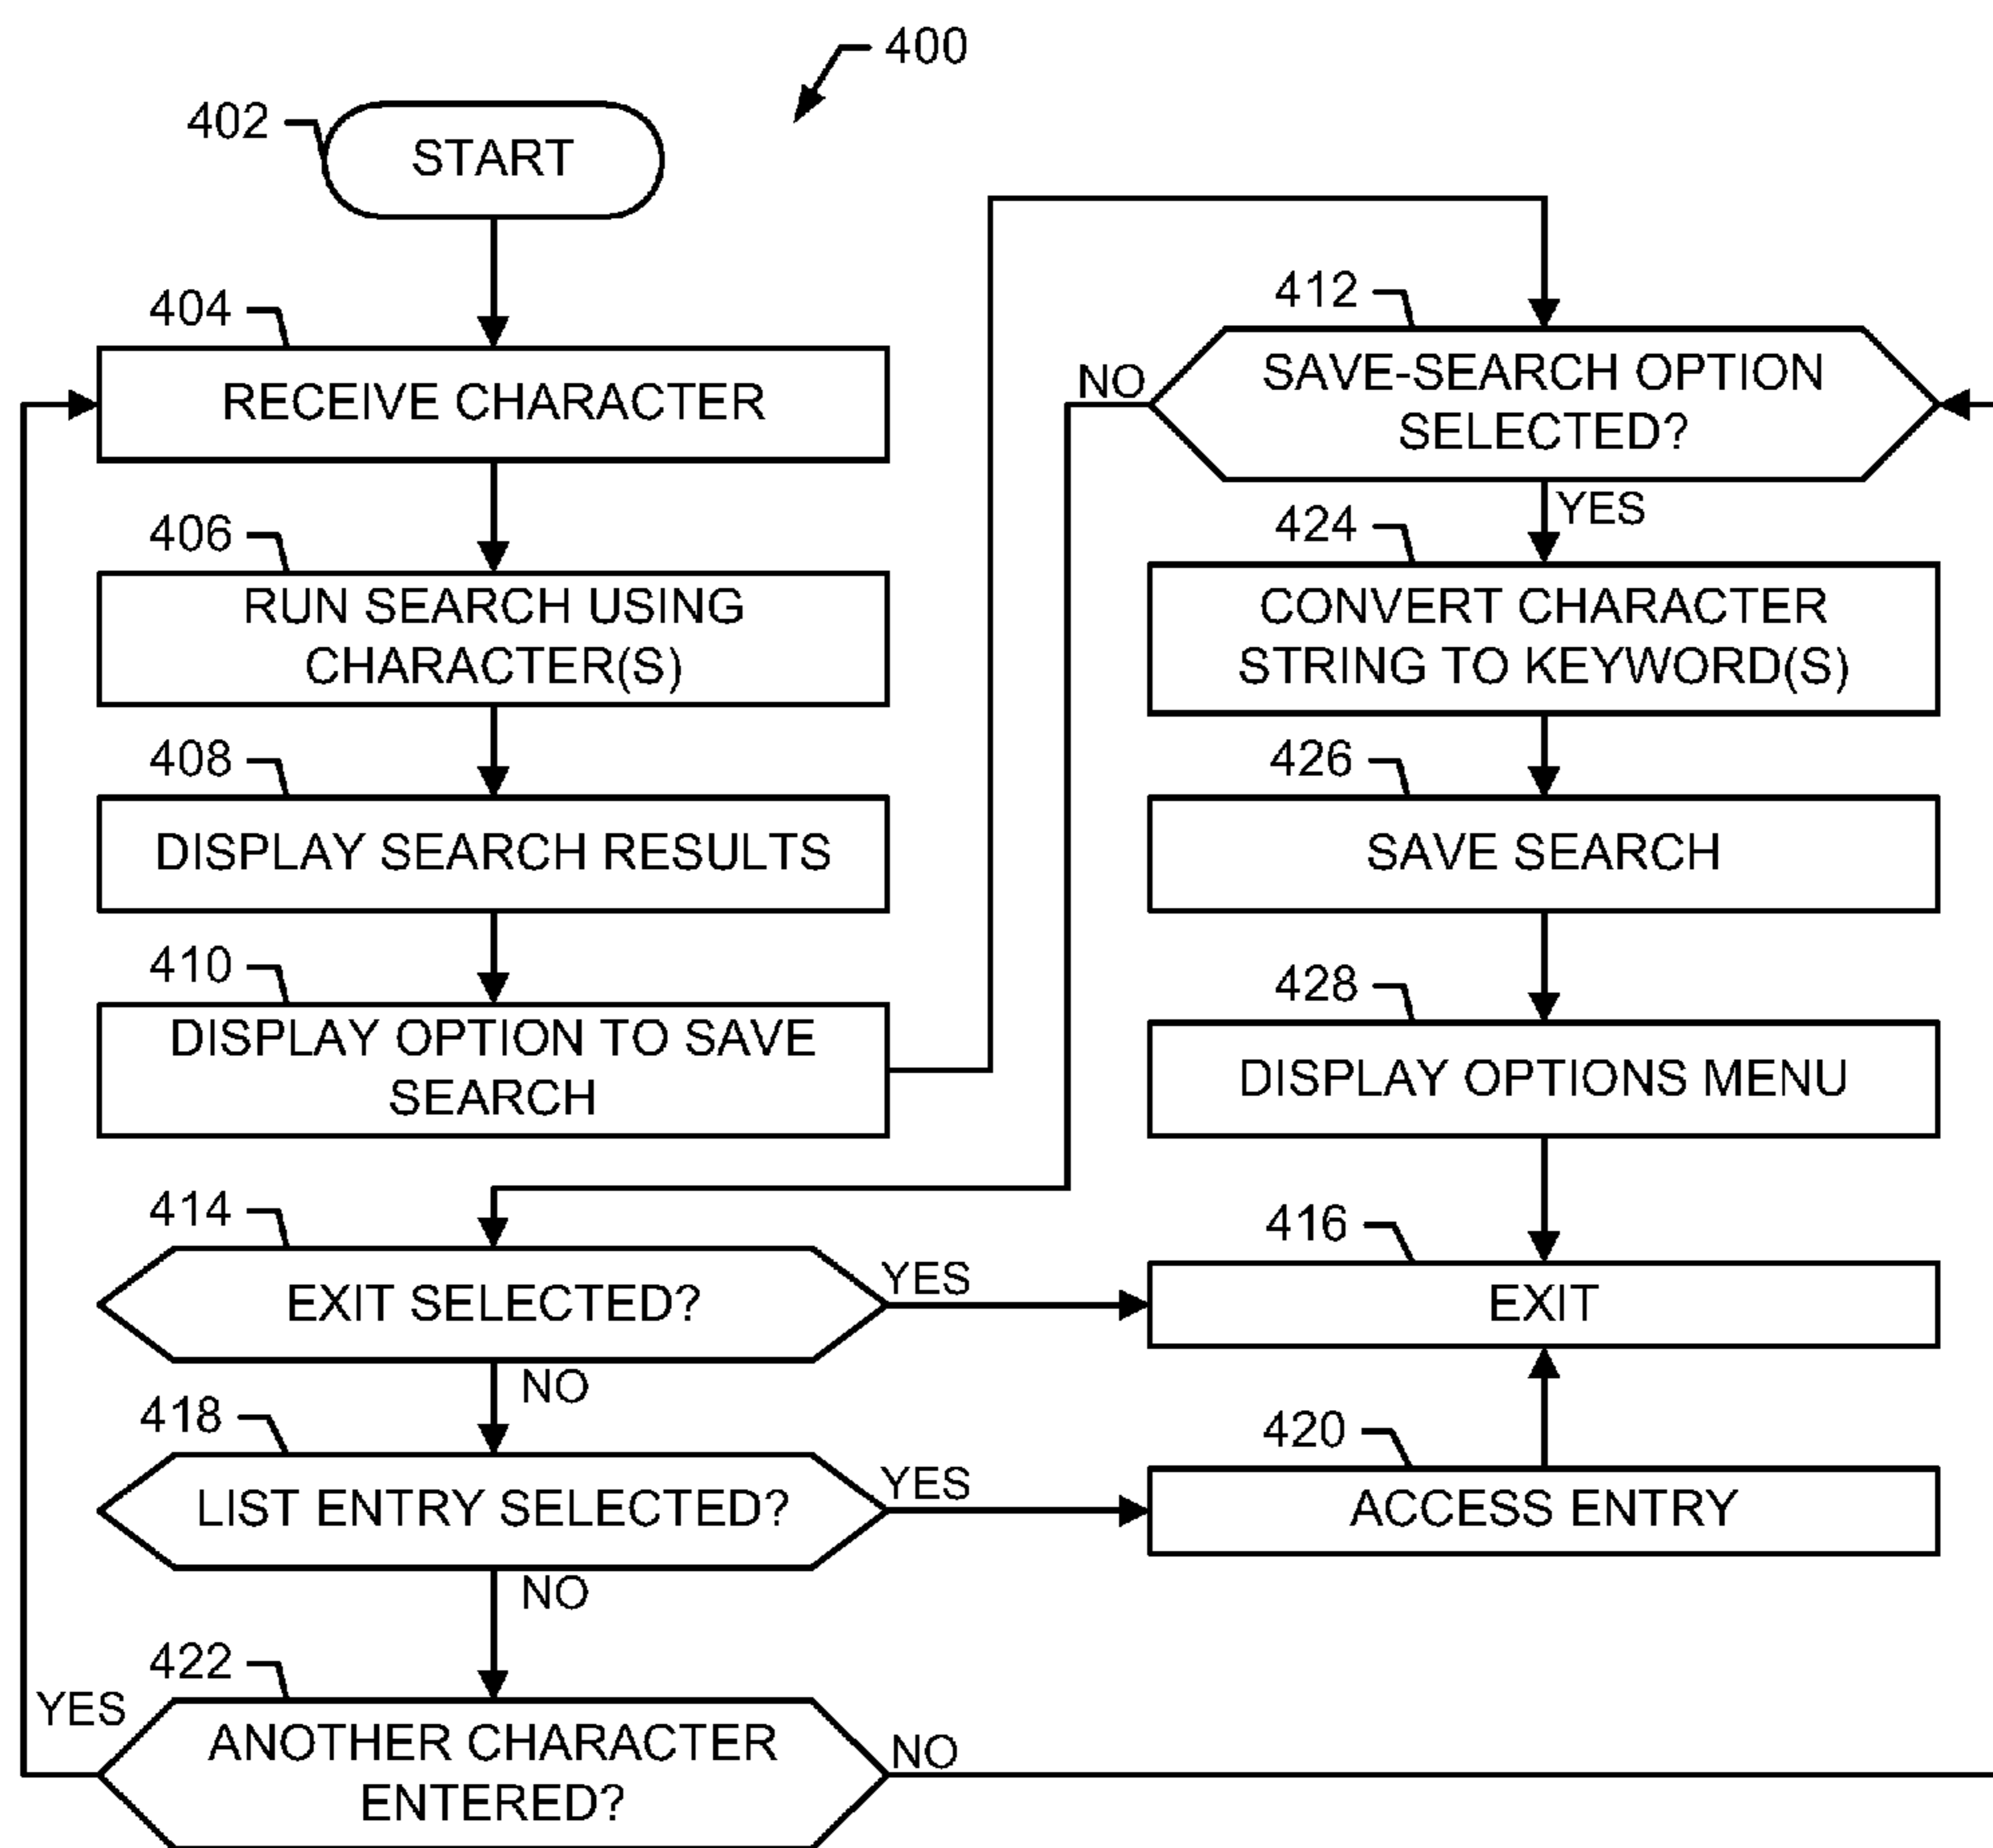 400
402
START
404
RECEIVE CHARACTER
406
RUN SEARCH USING
CHARACTER(S)
408
DISPLAY SEARCH RESULTS
410
DISPLAY OPTION TO SAVE
SEARCH
412
SAVE-SEARCH OPTION
SELECTED?
NO
YES
424
CONVERT CHARACTER
STRING TO KEYWORD(S)
426
SAVE SEARCH
428
DISPLAY OPTIONS MENU
414
EXIT SELECTED?
YES
NO
416
EXIT
418
LIST ENTRY SELECTED?
YES
NO
420
ACCESS ENTRY
422
ANOTHER CHARACTER
ENTERED?
YES
NO